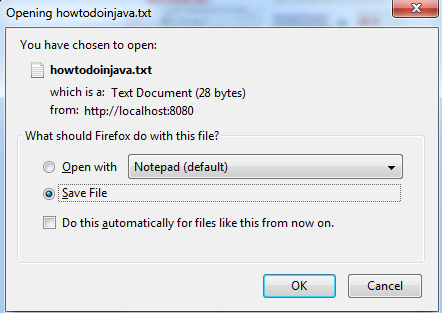 Opening howtodoinjava.txt
You have chosen to open:
howtodoinjava.txt
which is a: Text Document (28 bytes)
from: http://localhost:8080
What should Firefox do with this file?
Open with Notepad (default)
Save File
Do this automatically for files like this from now on.
OK Cancel